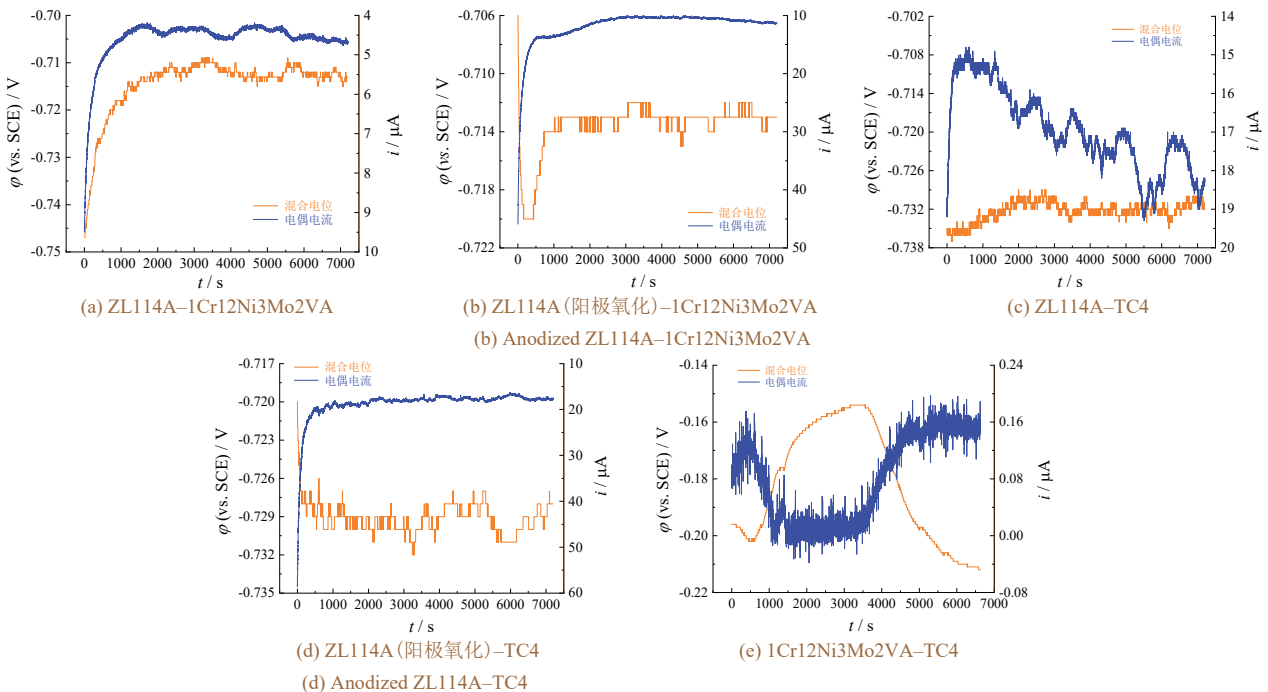 -0.70
-0.71
-0.72
-0.73
-0.74
-0.75
φ (vs. SCE) / V
4
5
6
7
8
9
10
i / μA
混合电位
电偶电流
0 1000 2000 3000 4000 5000 6000 7000
t / s
(a) ZL114A–1Cr12Ni3Mo2VA
-0.706
-0.710
-0.714
-0.718
-0.722
φ (vs. SCE) / V
10
20
30
40
50
i / μA
混合电位
电偶电流
0 1000 2000 3000 4000 5000 6000 7000
t / s
(b) ZL114A(阳极氧化)–1Cr12Ni3Mo2VA
(b) Anodized ZL114A–1Cr12Ni3Mo2VA
-0.702
-0.708
-0.714
-0.720
-0.726
-0.732
-0.738
φ (vs. SCE) / V
14
15
16
17
18
19
20
i / μA
混合电位
电偶电流
0 1000 2000 3000 4000 5000 6000 7000
t / s
(c) ZL114A–TC4
-0.717
-0.720
-0.723
-0.726
-0.729
-0.732
-0.735
φ (vs. SCE) / V
10
20
30
40
50
60
i / μA
混合电位
电偶电流
0 1000 2000 3000 4000 5000 6000 7000
t / s
(d) ZL114A(阳极氧化)–TC4
(d) Anodized ZL114A–TC4
-0.14
-0.16
-0.18
-0.20
-0.22
φ (vs. SCE) / V
0.24
0.16
0.08
0.00
-0.08
i / μA
混合电位
电偶电流
0 1000 2000 3000 4000 5000 6000 7000
t / s
(e) 1Cr12Ni3Mo2VA–TC4